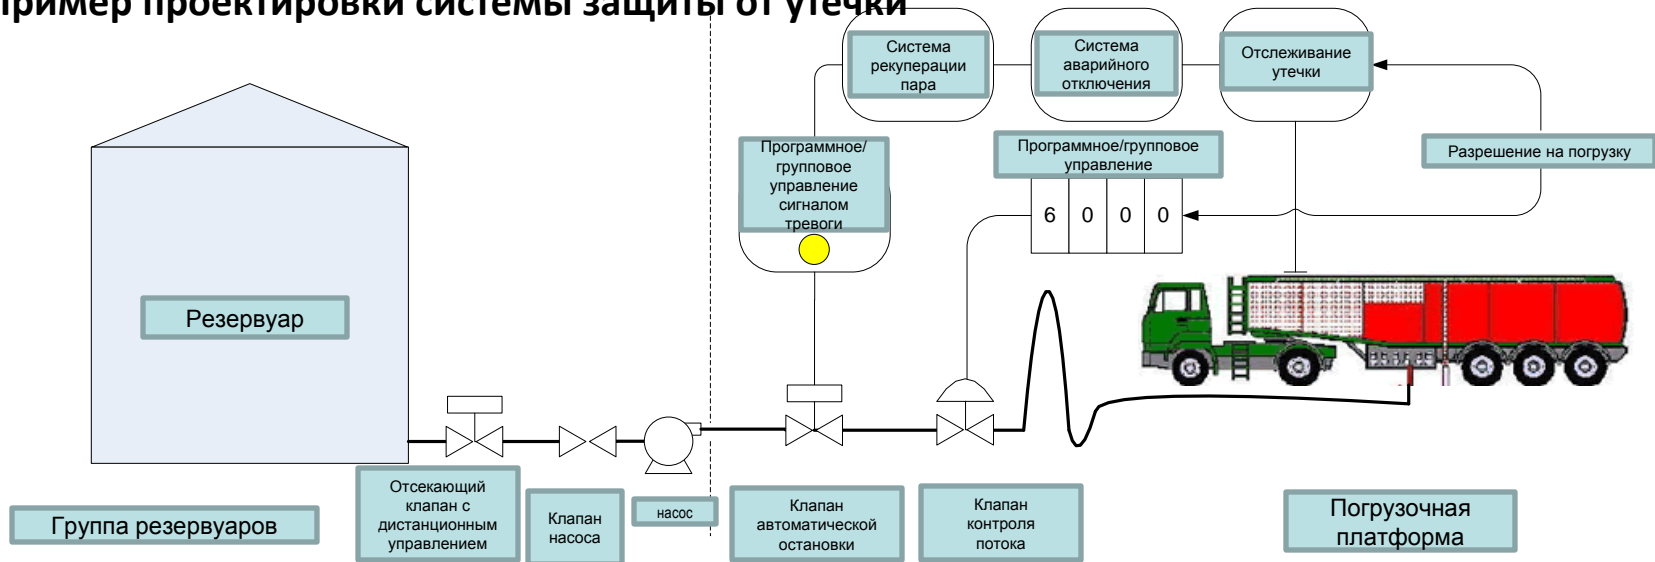 пример проектировки системы защиты от утечки
Система
рекуперации
пара
Система
аварийного
отключения
Отслеживание
утечки
Программное/
групповое
управление
сигналом
тревоги
Программное/групповое
управление
Разрешение на погрузку
6 0 0 0
Резервуар
Группа резервуаров
Отсекающий
клапан с
дистанционным
управлением
Клапан
насоса
насос
Клапан
автоматической
остановки
Клапан
контроля
потока
Погрузочная
платформа